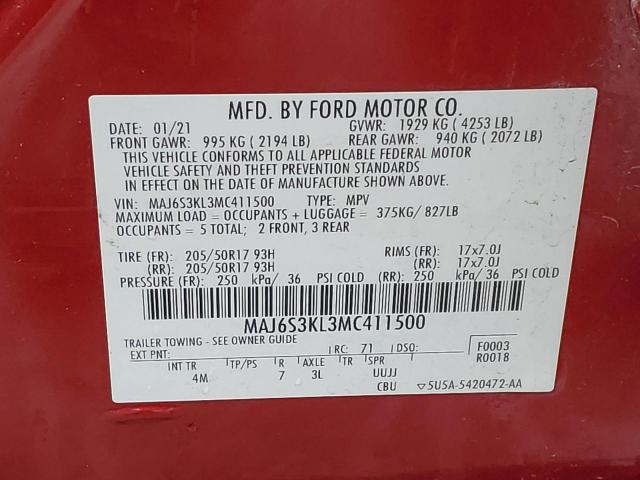 MFD. BY FORD MOTOR CO.
DATE: 01/21 GVWR: 1929 KG (4253 LB)
FRONT GAWR: 995 KG (2194 LB) REAR GAWR: 940 KG (2072 LB)
THIS VEHICLE CONFORMS TO ALL APPLICABLE FEDERAL MOTOR
VEHICLE SAFETY AND THEFT PREVENTION STANDARDS
IN EFFECT ON THE DATE OF MANUFACTURE SHOWN ABOVE.
VIN: MAJ6S3KL3MC411500 TYPE: MPV
MAXIMUM LOAD = OCCUPANTS + LUGGAGE = 375KG/ 827LB
OCCUPANTS = 5 TOTAL; 2 FRONT, 3 REAR
TIRE (FR): 205/50R17 93H RIMS (FR): 17x7.0J
(RR): 205/50R17 93H (RR): 17x7.0J
PRESSURE (FR): 250 kPa/ 36 PSI COLD (RR): 250 kPa/36 PSI COLD
MAJ6S3KL3MC411500
TRAILER TOWING - SEE OWNER GUIDE
EXT PNT: RC: 71 DSO: F0003
R0018
INT TR TP/PS R AXLE TR SPR
4M 7 3L UUJJ
CBU ▽5U5A-5420472-AA